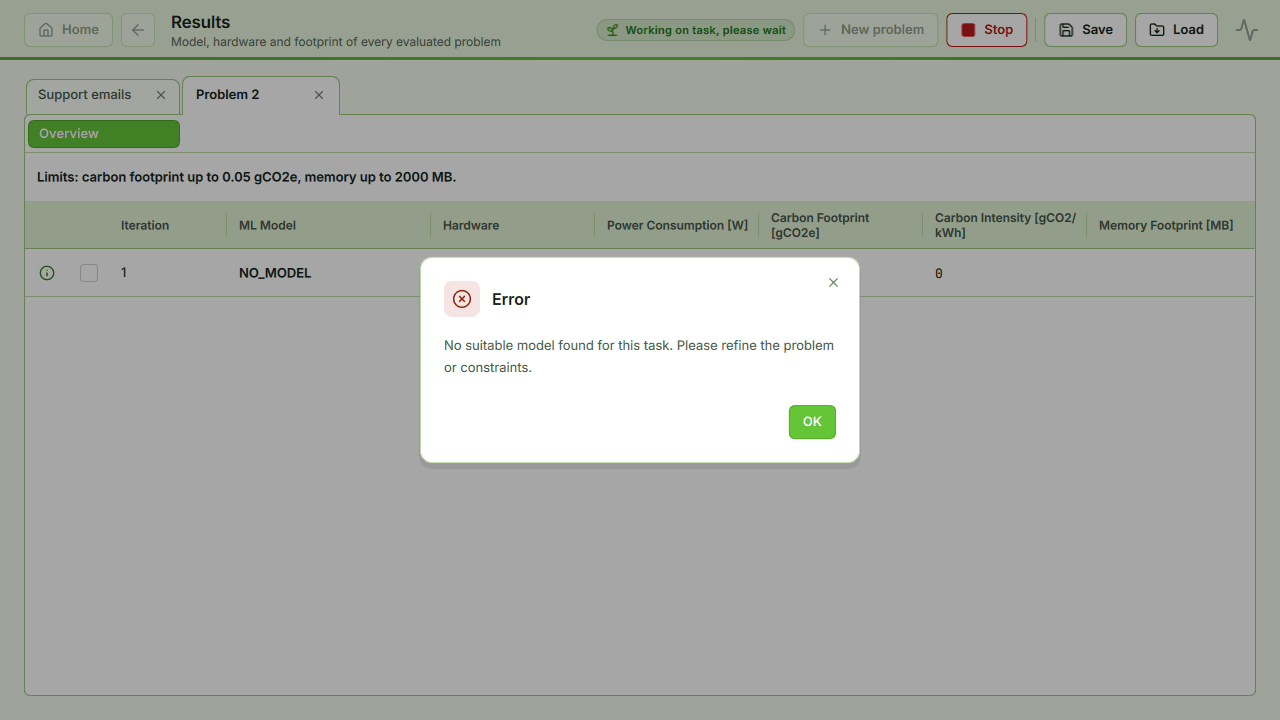 Home
Results
Model, hardware and footprint of every evaluated problem
Working on task, please wait
New problem
Stop
Save
Load
Support emails
Problem 2
Overview
Limits: carbon footprint up to 0.05 gCO2e, memory up to 2000 MB.
Iteration
ML Model
Hardware
Power Consumption [W]
Carbon Footprint
[gCO2e]
Carbon Intensity [gCO2/
kWh]
Memory Footprint [MB]
1
NO_MODEL
0
Error
No suitable model found for this task. Please refine the problem
or constraints.
OK